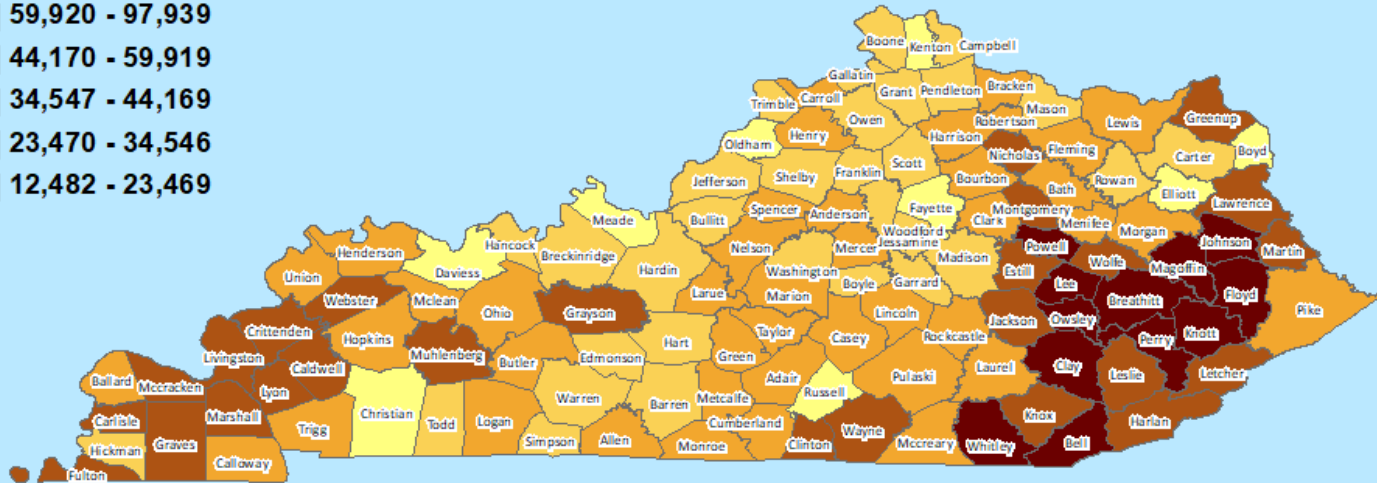 59,920 - 97,939
44,170 - 59,919
34,547 - 44,169
23,470 - 34,546
12,482 - 23,469
Boone
Kenton
Campbell
Gallatin
Grant
Pendleton
Bracken
Trimble
Carroll
Owen
Mason
Robertson
Lewis
Greenup
Oldham
Henry
Harrison
Nicholas
Fleming
Carter
Boyd
Jefferson
Shelby
Franklin
Scott
Bourbon
Bath
Rowan
Elliott
Meade
Bullitt
Spencer
Anderson
Fayette
Woodford
Jessamine
Clark
Montgomery
Menifee
Morgan
Lawrence
Henderson
Union
Daviess
Hancock
Breckinridge
Hardin
Nelson
Washington
Mercer
Madison
Powell
Estill
Wolfe
Magoffin
Johnson
Martin
Webster
Mclean
Ohio
Grayson
Larue
Marion
Boyle
Garrard
Lee
Breathitt
Floyd
Pike
Crittenden
Livingston
Hopkins
Muhlenberg
Butler
Edmonson
Hart
Green
Taylor
Casey
Lincoln
Rockcastle
Jackson
Owsley
Perry
Knott
Ballard
Mccracken
Lyon
Caldwell
Warren
Barren
Metcalfe
Adair
Russell
Pulaski
Laurel
Clay
Leslie
Letcher
Carlisle
Graves
Marshall
Trigg
Christian
Todd
Logan
Simpson
Allen
Monroe
Cumberland
Clinton
Wayne
Mccreary
Whitley
Knox
Bell
Harlan
Hickman
Fulton
Calloway